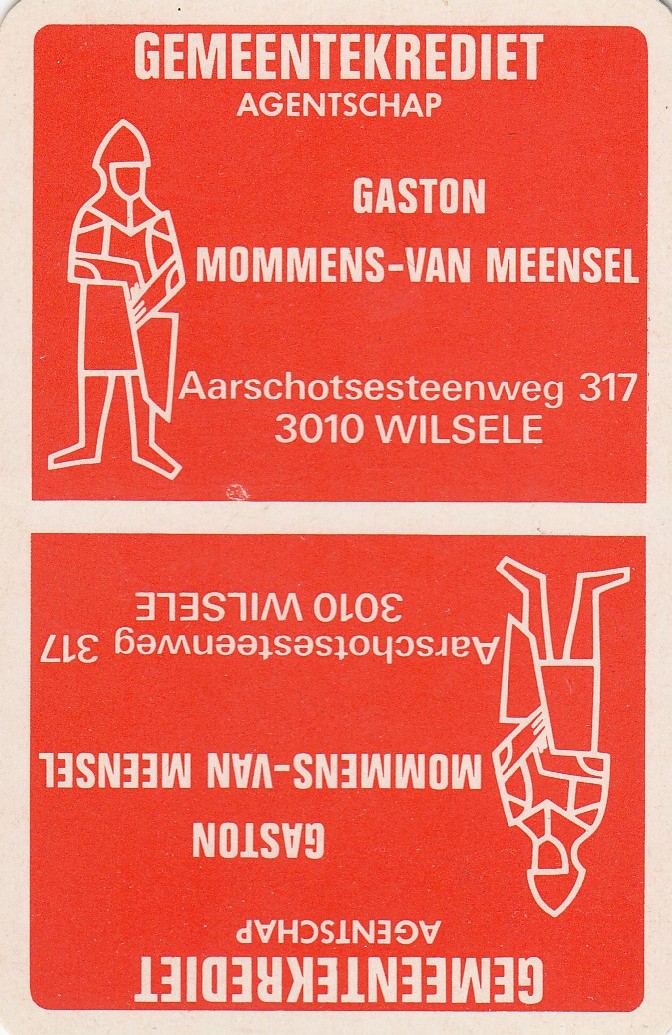 GEMEENTEKREDIET
AGENTSCHAP
GASTON
MOMMENS-VAN MEENSEL
Aarschotsesteenweg 317
3010 WILSELE
GEMEENTEKREDIET
AGENTSCHAP
GASTON
MOMMENS-VAN MEENSEL
Aarschotsesteenweg 317
3010 WILSELE